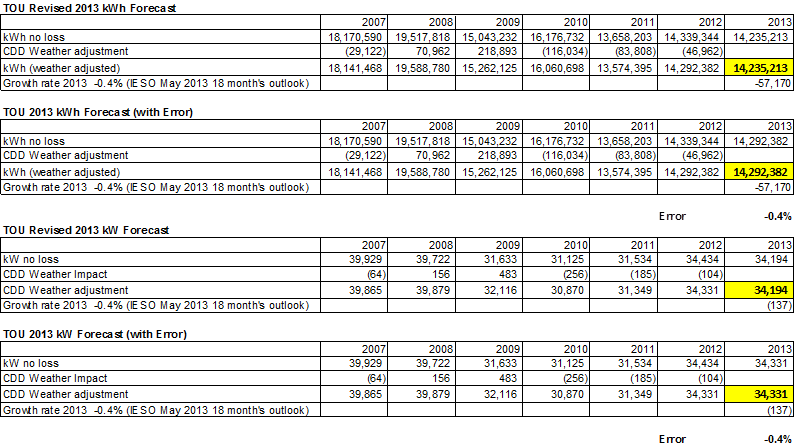 TOU Revised 2013 kWh Forecast
2007 2008 2009 2010 2011 2012 2013
kWh no loss 18,170,590 19,517,818 15,043,232 16,176,732 13,658,203 14,339,344 14,235,213
CDD Weather adjustment (29,122) 70,962 218,893 (116,034) (83,808) (46,962)
kWh (weather adjusted) 18,141,468 19,588,780 15,262,125 16,060,698 13,574,395 14,292,382 14,235,213
Growth rate 2013 -0.4% (IESO May 2013 18 month's outlook) -57,170
TOU 2013 kWh Forecast (with Error)
2007 2008 2009 2010 2011 2012 2013
kWh no loss 18,170,590 19,517,818 15,043,232 16,176,732 13,658,203 14,339,344 14,292,382
CDD Weather adjustment (29,122) 70,962 218,893 (116,034) (83,808) (46,962)
kWh (weather adjusted) 18,141,468 19,588,780 15,262,125 16,060,698 13,574,395 14,292,382 14,292,382
Growth rate 2013 -0.4% (IESO May 2013 18 month's outlook) -57,170
Error -0.4%
TOU Revised 2013 kW Forecast
2007 2008 2009 2010 2011 2012 2013
kW no loss 39,929 39,722 31,633 31,125 31,534 34,434 34,194
CDD Weather Impact (64) 156 483 (256) (185) (104)
CDD Weather adjustment 39,865 39,879 32,116 30,870 31,349 34,331 34,194
Growth rate 2013 -0.4% (IESO May 2013 18 month's outlook) (137)
TOU 2013 kW Forecast (with Error)
2007 2008 2009 2010 2011 2012 2013
kW no loss 39,929 39,722 31,633 31,125 31,534 34,434 34,331
CDD Weather Impact (64) 156 483 (256) (185) (104)
CDD Weather adjustment 39,865 39,879 32,116 30,870 31,349 34,331 34,331
Growth rate 2013 -0.4% (IESO May 2013 18 month's outlook) (137)
Error -0.4%